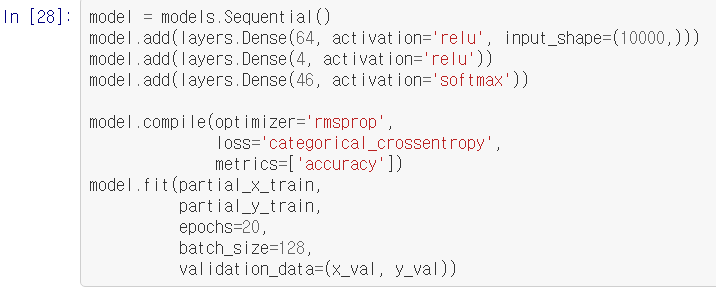 In [28]: model = models.Sequential()
model.add(layers.Dense(64, activation='relu', input_shape=(10000,)))
model.add(layers.Dense(4, activation='relu'))
model.add(layers.Dense(46, activation='softmax'))

model.compile(optimizer='rmsprop',
              loss='categorical_crossentropy',
              metrics=['accuracy'])
model.fit(partial_x_train,
          partial_y_train,
          epochs=20,
          batch_size=128,
          validation_data=(x_val, y_val))